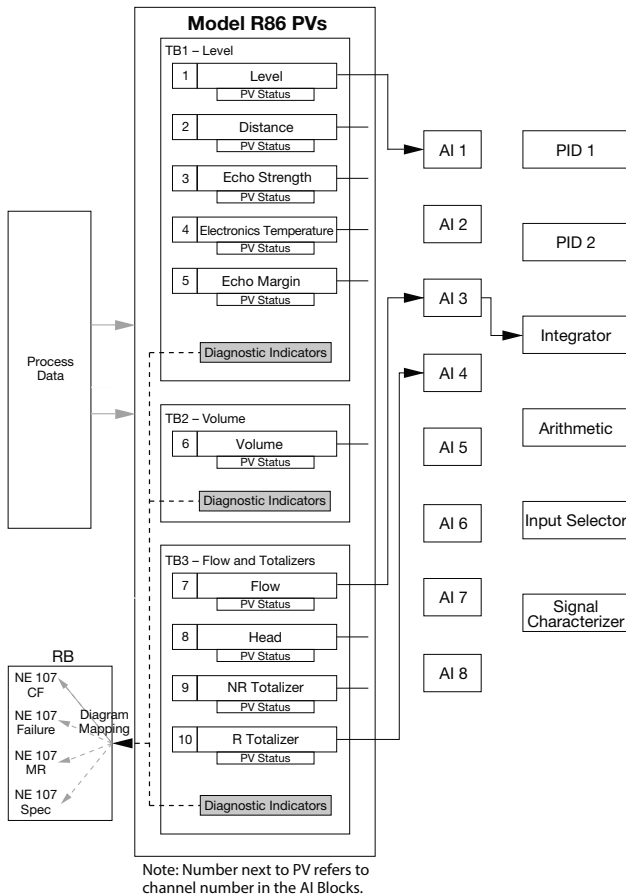 Model R86 PVs
TB1 – Level
1 Level
PV Status
2 Distance
PV Status
3 Echo Strength
PV Status
4 Electronics Temperature
PV Status
5 Echo Margin
PV Status
Diagnostic Indicators
TB2 – Volume
6 Volume
PV Status
Diagnostic Indicators
TB3 – Flow and Totalizers
7 Flow
PV Status
8 Head
PV Status
9 NR Totalizer
PV Status
10 R Totalizer
PV Status
Diagnostic Indicators
Process
Data
RB
NE 107
CF
NE 107
Failure
NE 107
MR
NE 107
Spec
Diagram
Mapping
AI 1
AI 2
AI 3
AI 4
AI 5
AI 6
AI 7
AI 8
PID 1
PID 2
Integrator
Arithmetic
Input Selector
Signal
Characterizer
Note: Number next to PV refers to
channel number in the AI Blocks.